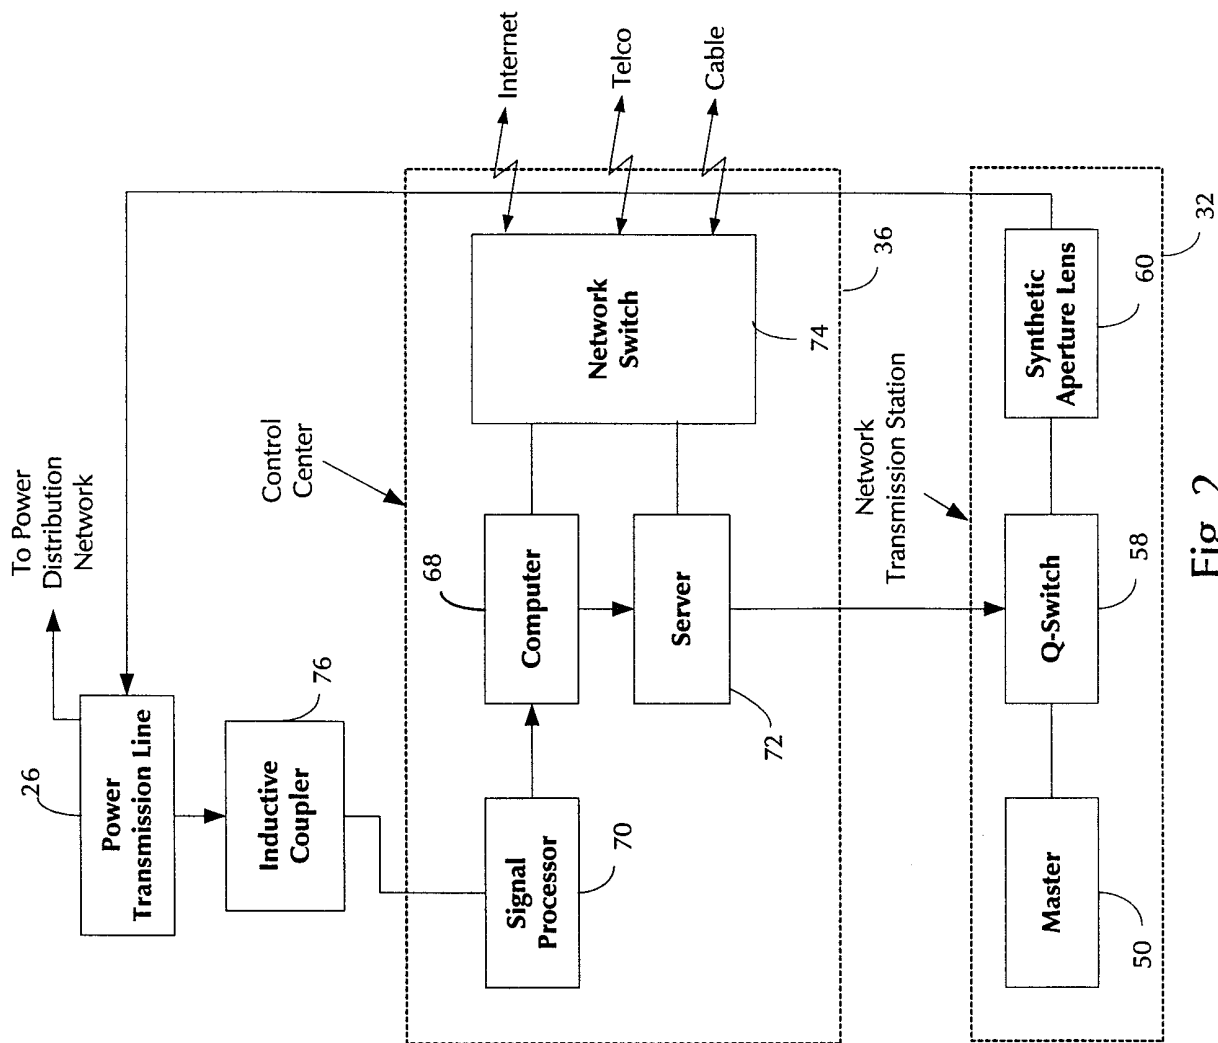 To Power
Distribution
Network
26
Power
Transmission Line
76
Inductive
Coupler
Control
Center
Internet
Telco
Cable
68
Computer
Signal
Processor
70
Server
72
Network
Switch
74
36
Network
Transmission Station
Master
50
Q-Switch
58
Synthetic
Aperture Lens
60
32
Fig. 2